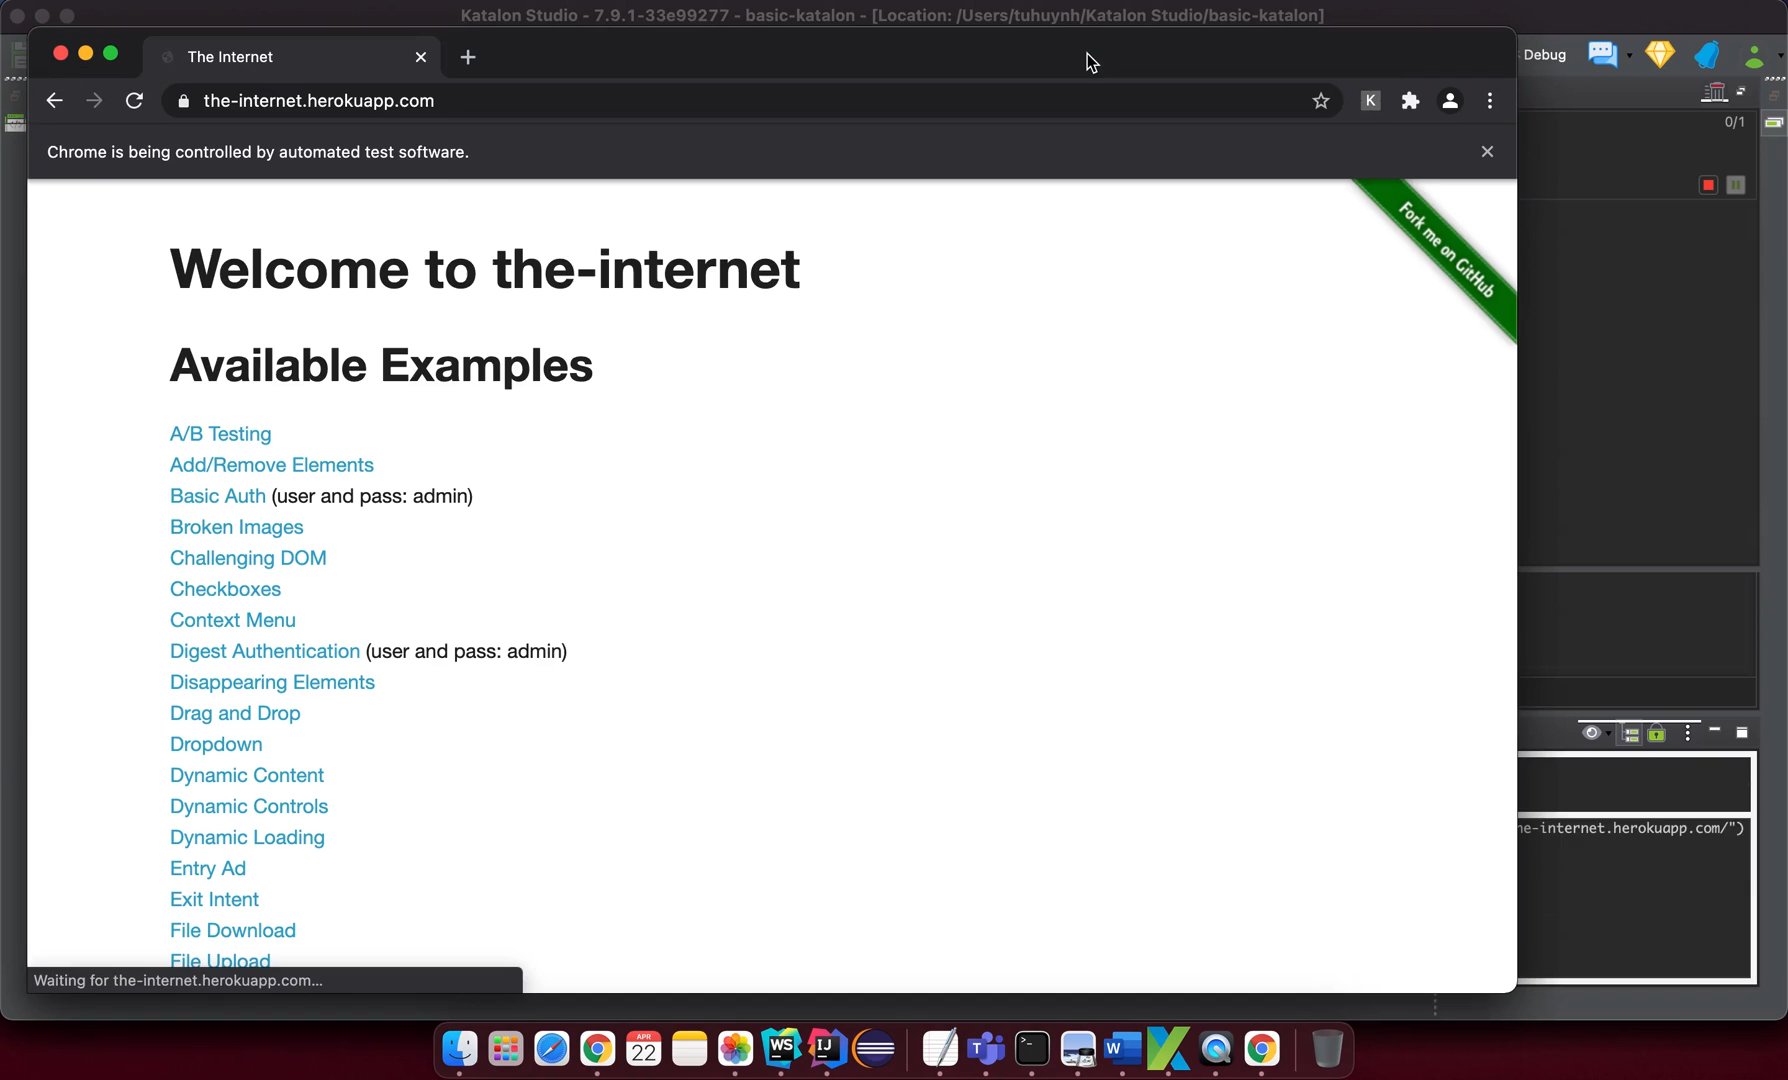 Katalon Studio - 7.9.1-33e99277 - basic-katalon - [Location: /Users/tuhuynh/Katalon Studio/basic-katalon]
The Internet
Debug
the-internet.herokuapp.com
K
0/1
Chrome is being controlled by automated test software.
Fork me on GitHub
Welcome to the-internet
Available Examples
A/B Testing
Add/Remove Elements
Basic Auth (user and pass: admin)
Broken Images
Challenging DOM
Checkboxes
Context Menu
Digest Authentication (user and pass: admin)
Disappearing Elements
Drag and Drop
Dropdown
Dynamic Content
Dynamic Controls
Dynamic Loading
he-internet.herokuapp.com/")
Entry Ad
Exit Intent
File Download
File Upload
Waiting for the-internet.herokuapp.com...
APR
22
WS
IJ
T
>_
W